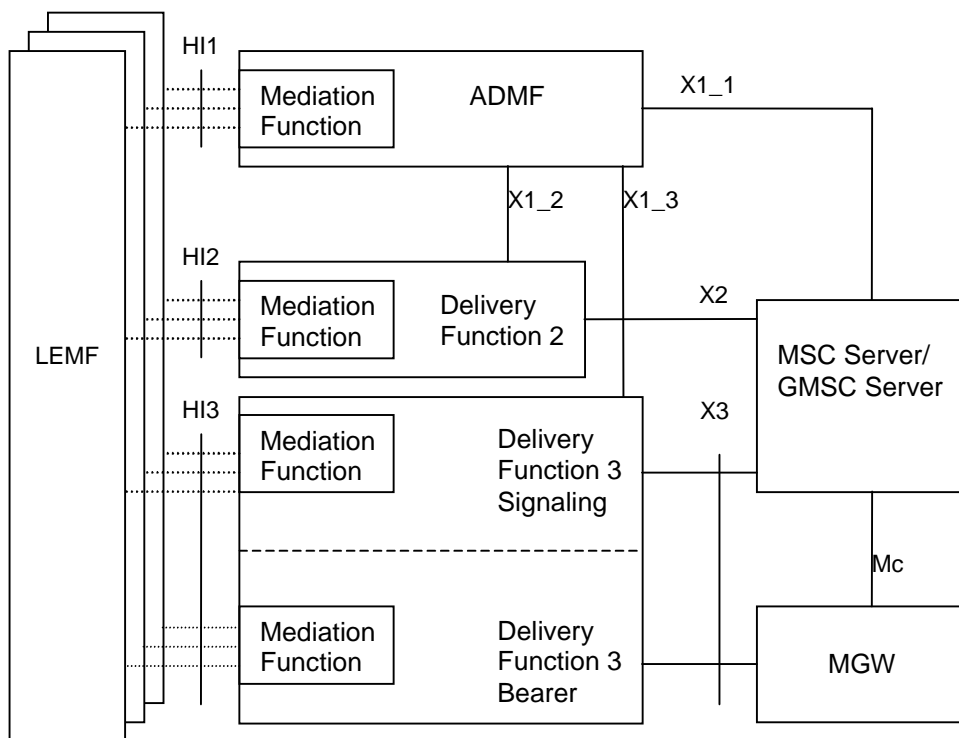 HI1
Mediation
Function
ADMF
X1_1
X1_2
X1_3
HI2
Mediation
Function
Delivery
Function 2
X2
LEMF
MSC Server/
GMSC Server
HI3
Mediation
Function
Delivery
Function 3
Signaling
X3
Mc
Mediation
Function
Delivery
Function 3
Bearer
MGW